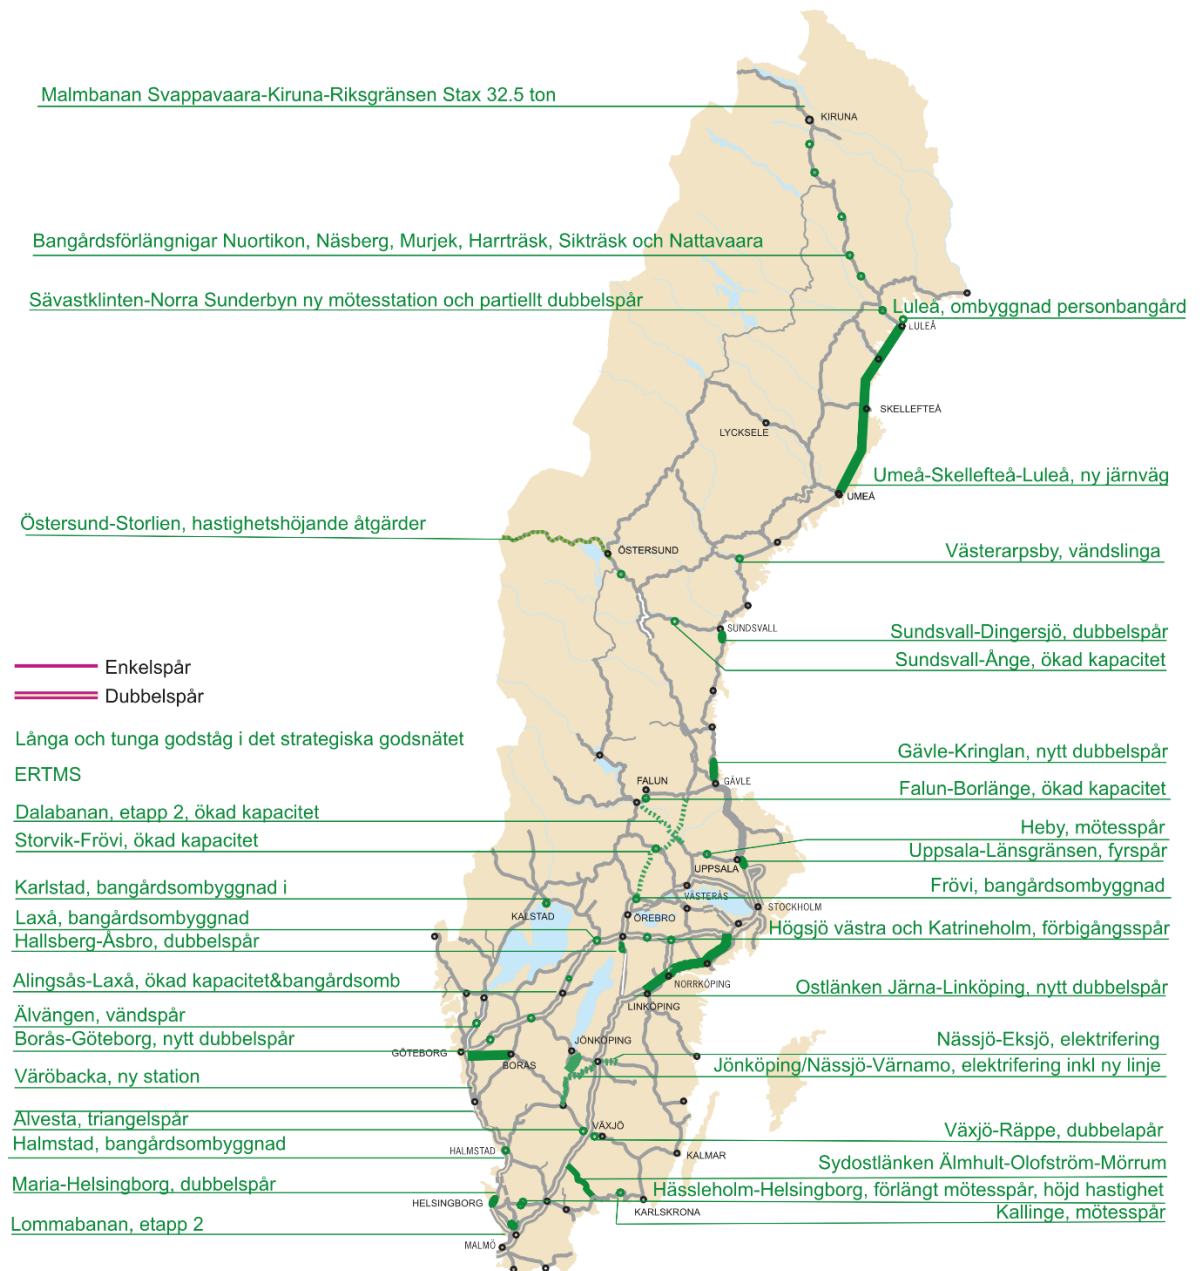 Malmbanan Svappavaara-Kiruna-Riksgränsen Stax 32.5 ton
KIRUNA
Bangårdsförlängnigar Nuortikon, Näsberg, Murjek, Harrträsk, Sikträsk och Nattavaara
Sävastklinten-Norra Sunderbyn ny mötesstation och partiellt dubbelspår
Luleå, ombyggnad personbangård
LULEÅ
SKELLEFTEÅ
LYCKSELE
Umeå-Skellefteå-Luleå, ny järnväg
UMEÅ
Östersund-Storlien, hastighetshöjande åtgärder
ÖSTERSUND
Västerarpsby, vändslinga
SUNDSVALL
Sundsvall-Dingersjö, dubbelspår
Sundsvall-Ånge, ökad kapacitet
Enkelspår
Dubbelspår
Långa och tunga godståg i det strategiska godsnätet
Gävle-Kringlan, nytt dubbelspår
ERTMS
FALUN
GÄVLE
Falun-Borlänge, ökad kapacitet
Dalabanan, etapp 2, ökad kapacitet
Heby, mötesspår
Storvik-Frövi, ökad kapacitet
Uppsala-Länsgränsen, fyrspår
UPPSALA
Karlstad, bangårdsombyggnad i
Frövi, bangårdsombyggnad
VÄSTERÅS
STOCKHOLM
KALSTAD
ÖREBRO
Laxå, bangårdsombyggnad
Högsjö västra och Katrineholm, förbigångsspår
Hallsberg-Åsbro, dubbelspår
Alingsås-Laxå, ökad kapacitet&bangårdsomb
NORRKÖPING
Ostlänken Järna-Linköping, nytt dubbelspår
LINKÖPING
Älvängen, vändspår
Borås-Göteborg, nytt dubbelspår
JÖNKÖPING
Nässjö-Eksjö, elektrifering
GÖTEBORG
BORÅS
Jönköping/Nässjö-Värnamo, elektrifering inkl ny linje
Väröbacka, ny station
Alvesta, triangelspår
VÄXJÖ
Växjö-Räppe, dubbelapår
Halmstad, bangårdsombyggnad
HALMSTAD
KALMAR
Sydostlänken Älmhult-Olofström-Mörrum
Maria-Helsingborg, dubbelspår
Hässleholm-Helsingborg, förlängt mötesspår, höjd hastighet
HELSINGBORG
KARLSKRONA
Kallinge, mötesspår
Lommabanan, etapp 2
MALMÖ